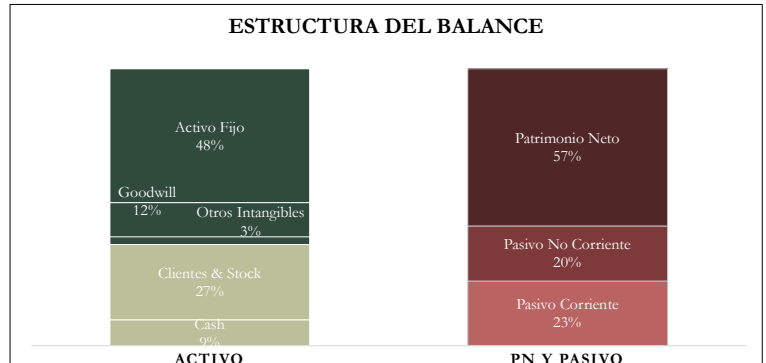 ESTRUCTURA DEL BALANCE
Activo Fijo
48%
Goodwill
12%
Otros Intangibles
3%
Clientes & Stock
27%
Cash
9%
ACTIVO
Patrimonio Neto
57%
Pasivo No Corriente
20%
Pasivo Corriente
23%
PN Y PASIVO